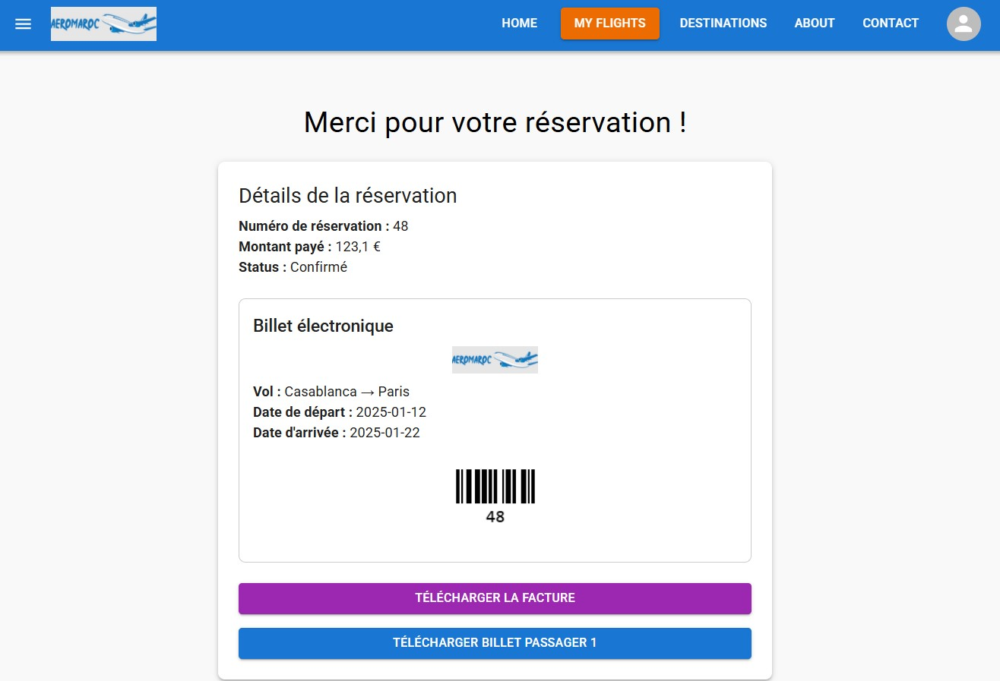 AEROMAROC
HOME
MY FLIGHTS
DESTINATIONS
ABOUT
CONTACT
Merci pour votre réservation !
Détails de la réservation
Numéro de réservation : 48
Montant payé : 123,1 €
Status : Confirmé
Billet électronique
AEROMAROC
Vol : Casablanca → Paris
Date de départ : 2025-01-12
Date d'arrivée : 2025-01-22
48
TÉLÉCHARGER LA FACTURE
TÉLÉCHARGER BILLET PASSAGER 1